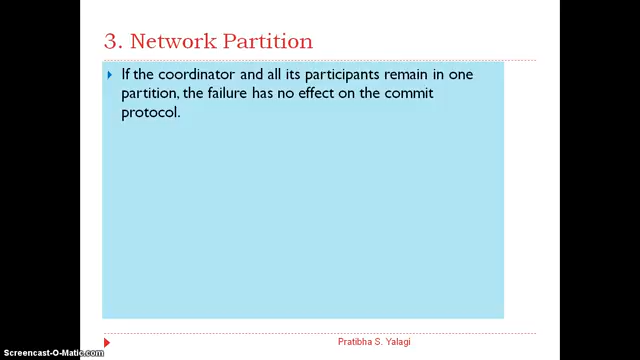 3. Network Partition
If the coordinator and all its participants remain in one
partition, the failure has no effect on the commit
protocol.
Pratibha S. Yalagi
Screencast-O-Matic.com